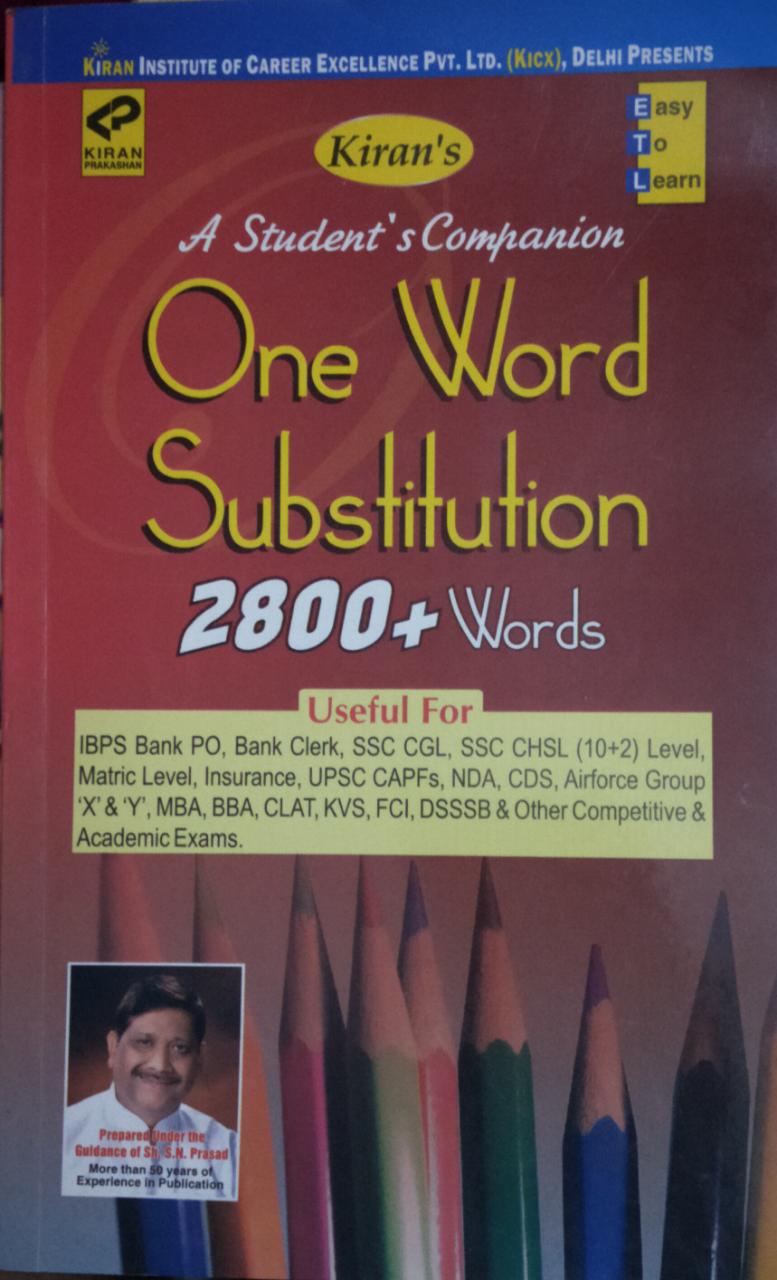 KIRAN INSTITUTE OF CAREER EXCELLENCE PVT. LTD. (KICX), DELHI PRESENTS
KIRAN
PRAKASHAN
Kiran's
Easy
To
Learn
A Student's Companion
One Word
Substitution
2800+ Words
Useful For
IBPS Bank PO, Bank Clerk, SSC CGL, SSC CHSL (10+2) Level,
Matric Level, Insurance, UPSC CAPFs, NDA, CDS, Airforce Group
'X' & 'Y', MBA, BBA, CLAT, KVS, FCI, DSSSB & Other Competitive &
Academic Exams.
Prepared Under the
Guidance of Sh. S.N. Prasad
More than 50 years of
Experience in Publication